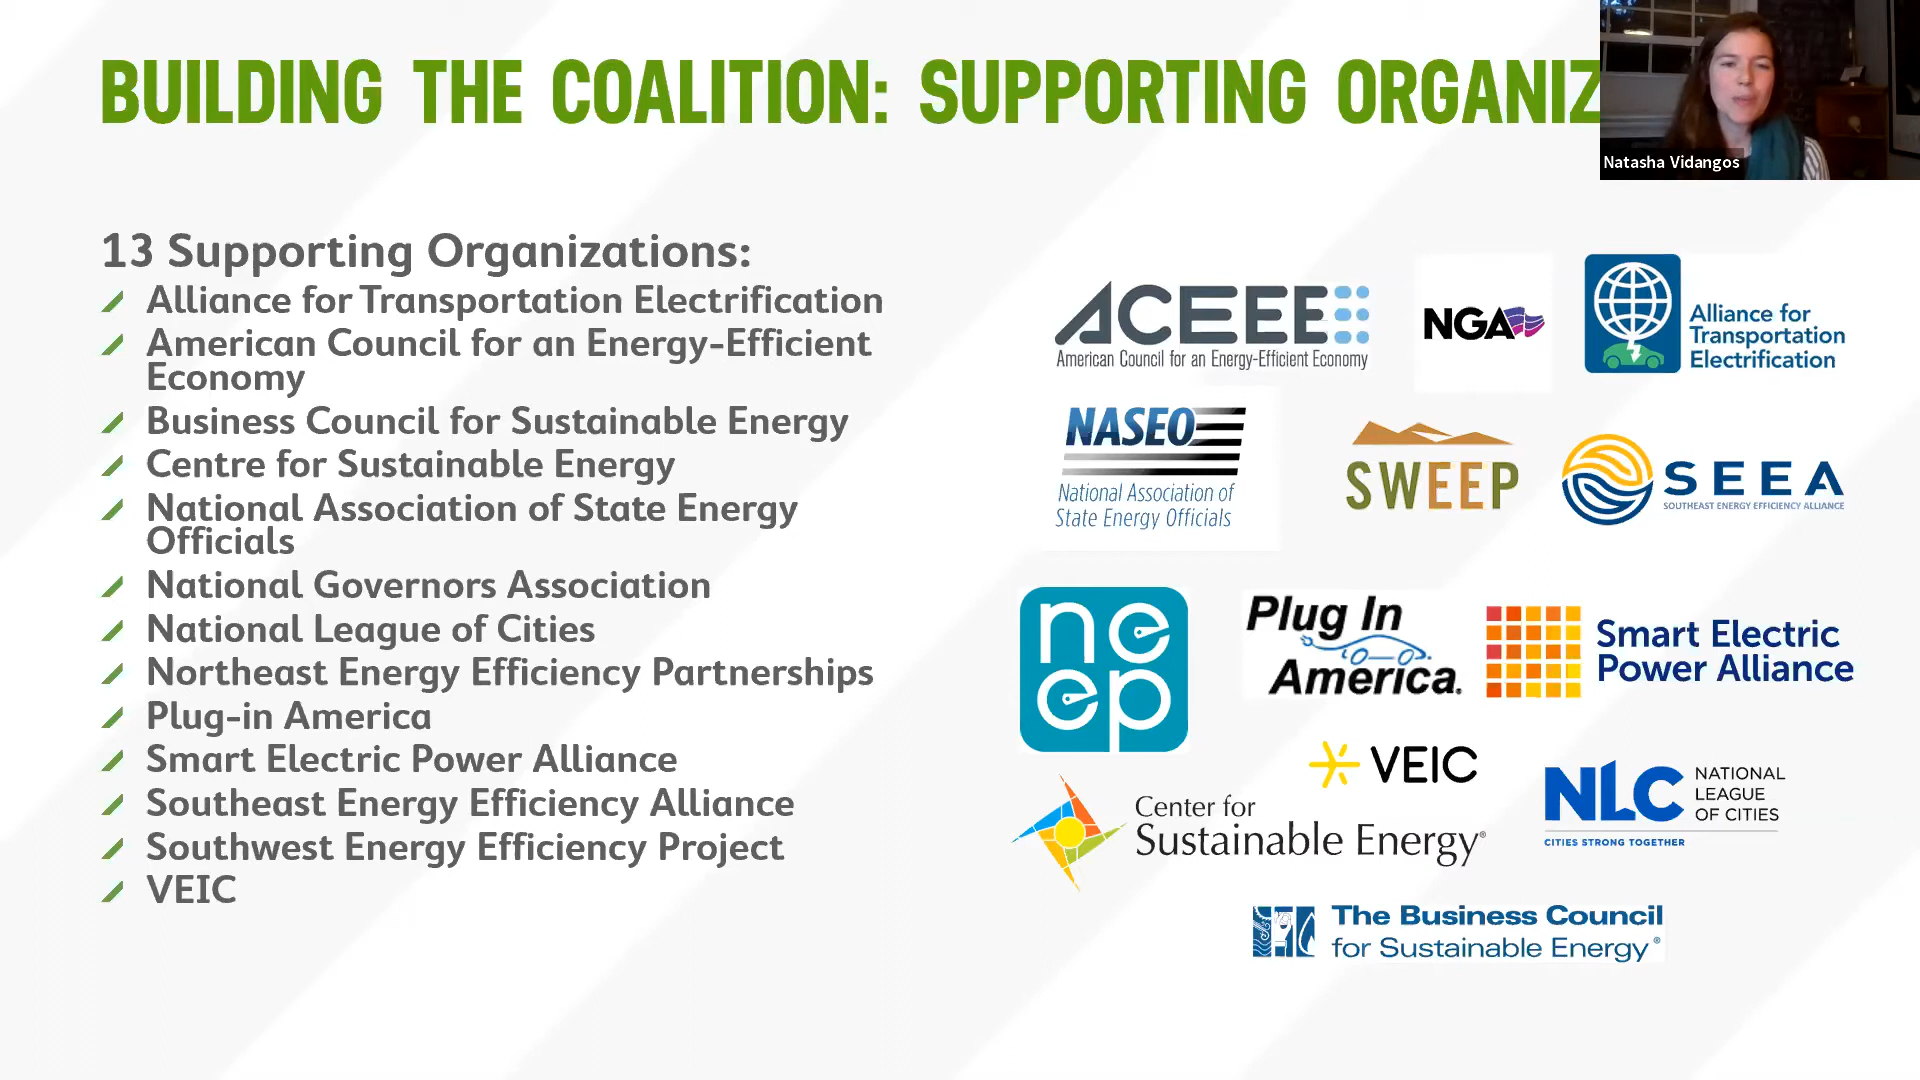 BUILDING THE COALITION: SUPPORTING ORGANIZ
Natasha Vidangos
13 Supporting Organizations:
Alliance for Transportation Electrification
American Council for an Energy-Efficient
Economy
Business Council for Sustainable Energy
Centre for Sustainable Energy
National Association of State Energy
Officials
National Governors Association
National League of Cities
Northeast Energy Efficiency Partnerships
Plug-in America
Smart Electric Power Alliance
Southeast Energy Efficiency Alliance
Southwest Energy Efficiency Project
VEIC
ACEEE
American Council for an Energy-Efficient Economy
NGA
Alliance for
Transportation
Electrification
NASEO
National Association of
State Energy Officials
SWEEP
SEEA
SOUTHEAST ENERGY EFFICIENCY ALLIANCE
ne
ep
Plug In
America.
Smart Electric
Power Alliance
VEIC
Center for
Sustainable Energy®
NLC
NATIONAL
LEAGUE
OF CITIES
CITIES STRONG TOGETHER
The Business Council
for Sustainable Energy®